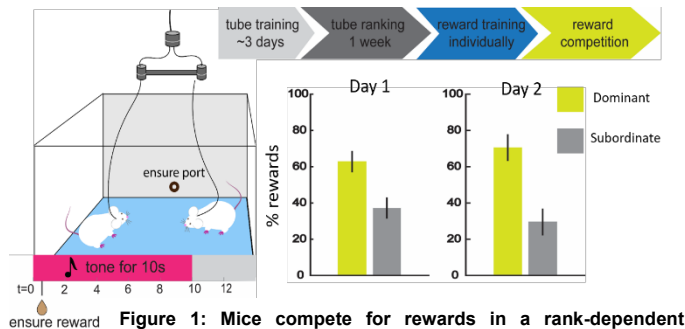 tube training
~3 days
tube ranking
1 week
reward training
individually
reward
competition
ensure port
tone for 10s
t=0 2 4 6 8 10 12
ensure reward
Day 1
Day 2
% rewards
100
80
60
40
20
0
100
80
60
40
20
0
Dominant
Subordinate
Figure 1: Mice compete for rewards in a rank-dependent